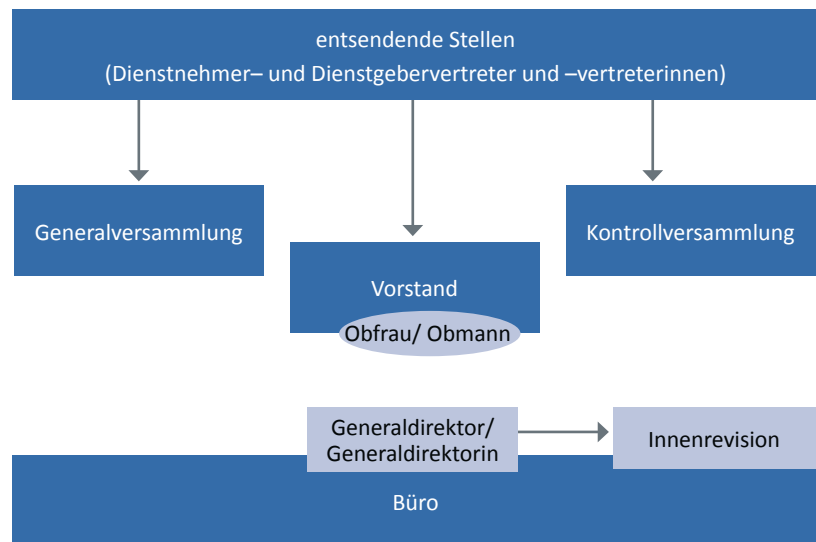 entsendende Stellen
(Dienstnehmer– und Dienstgebervertreter und –vertreterinnen)
Generalversammlung
Kontrollversammlung
Vorstand
Obfrau/ Obmann
Generaldirektor/
Generaldirektorin
Innenrevision
Büro